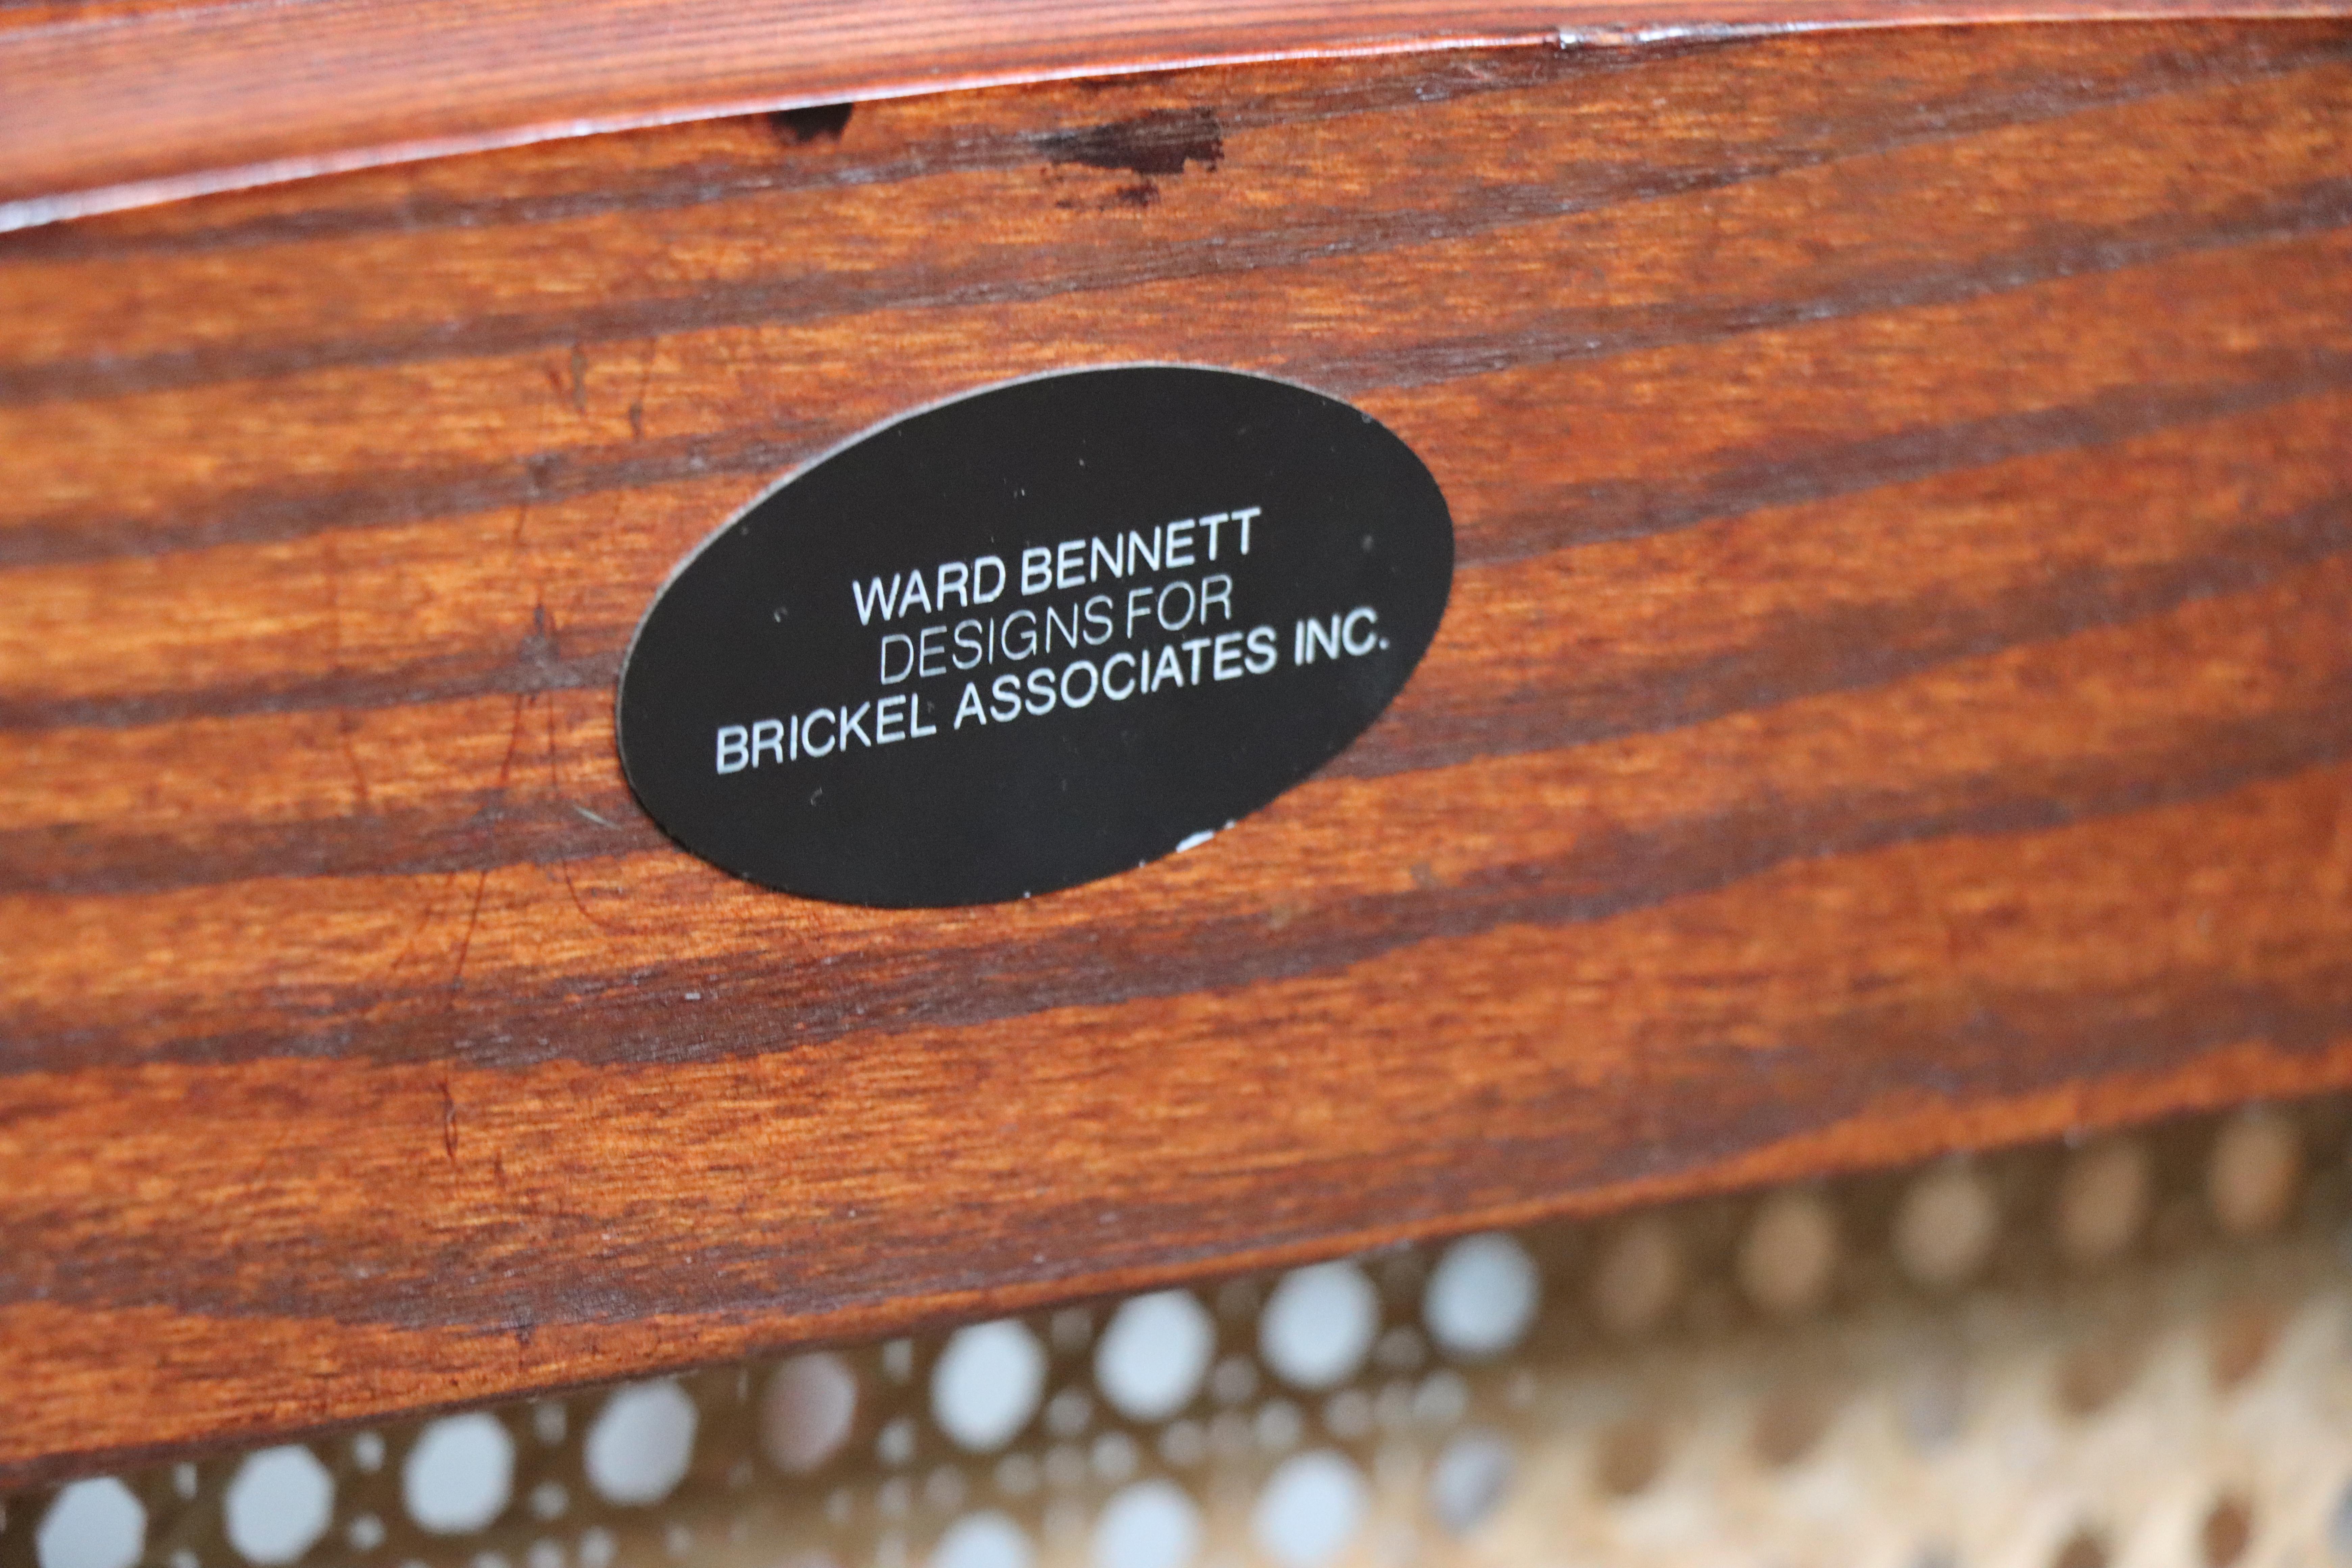 WARD BENNETT
DESIGNS FOR
BRICKEL ASSOCIATES INC.